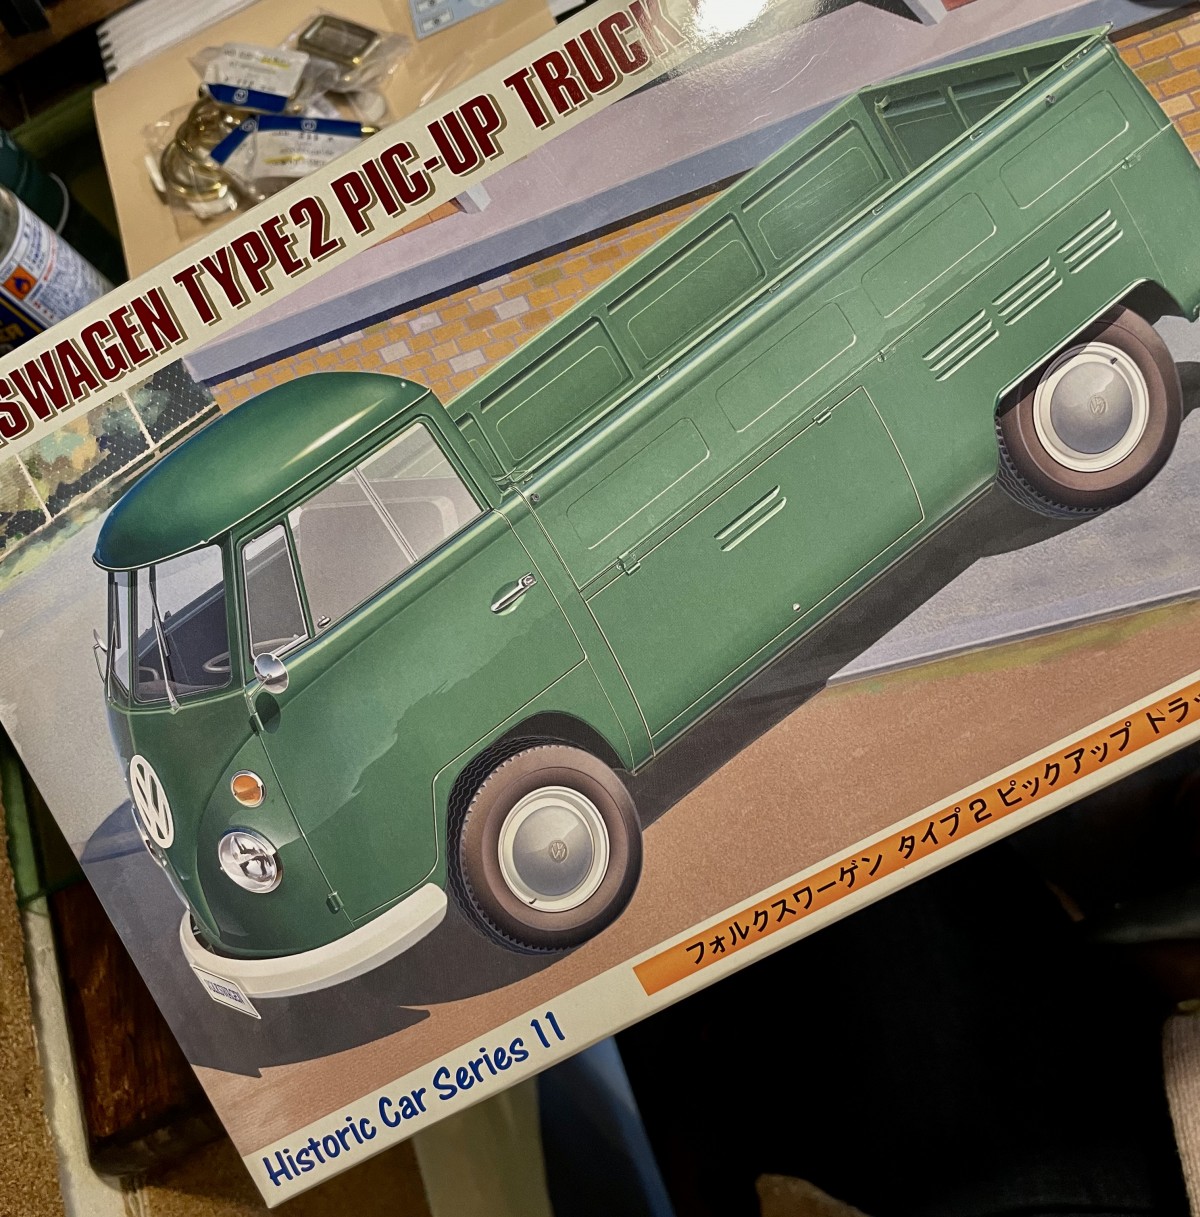 SWAGEN TYPE2 PIC-UP TRUCK
フォルクスワーゲン タイプ2 ピックアップ トラッ
Historic Car Series 11